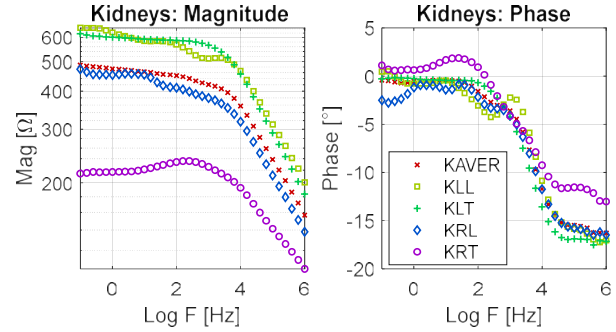 Kidneys: Magnitude
600
500
400
300
200
Mag [Ω]
0
2
4
6
Log F [Hz]
Kidneys: Phase
5
0
-5
-10
-15
-20
Phase [°]
KAVER
KLL
KLT
KRL
KRT
0
2
4
6
Log F [Hz]